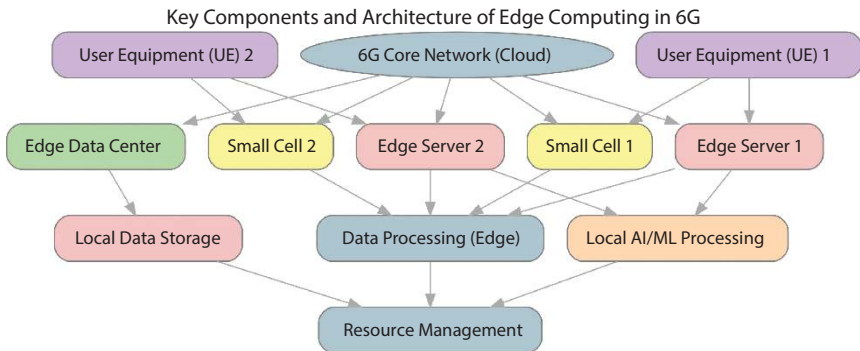 Key Components and Architecture of Edge Computing in 6G
User Equipment (UE) 2
6G Core Network (Cloud)
User Equipment (UE) 1
Edge Data Center
Small Cell 2
Edge Server 2
Small Cell 1
Edge Server 1
Local Data Storage
Data Processing (Edge)
Local AI/ML Processing
Resource Management